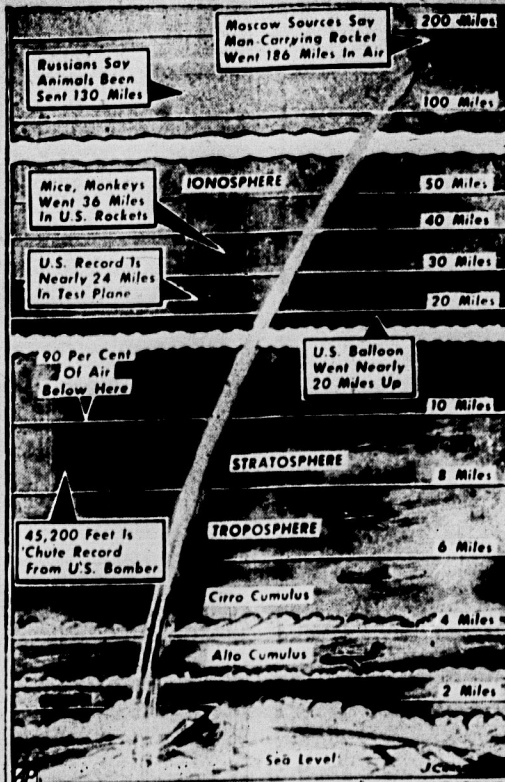 Moscow Sources Say
Man-Carrying Rocket
Went 186 Miles In Air
200 Miles
Russians Say
Animals Been
Sent 130 Miles
100 Miles
Mice, Monkeys
Went 36 Miles
In U.S. Rockets
IONOSPHERE
50 Miles
40 Miles
U.S. Record Is
Nearly 24 Miles
In Test Plane
30 Miles
20 Miles
90 Per Cent
Of Air
Below Here
U.S. Balloon
Went Nearly
20 Miles Up
10 Miles
STRATOSPHERE
8 Miles
45,200 Feet Is
'Chute Record
From U.S. Bomber
TROPOSPHERE
6 Miles
Cirro Cumulus
4 Miles
Alto Cumulus
2 Miles
Sea Level